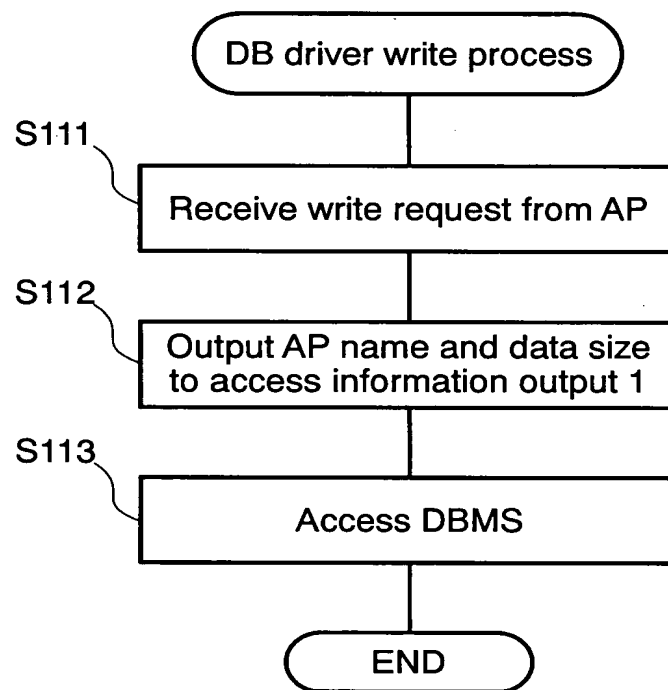 DB driver write process
S111
Receive write request from AP
S112
Output AP name and data size
to access information output 1
S113
Access DBMS
END